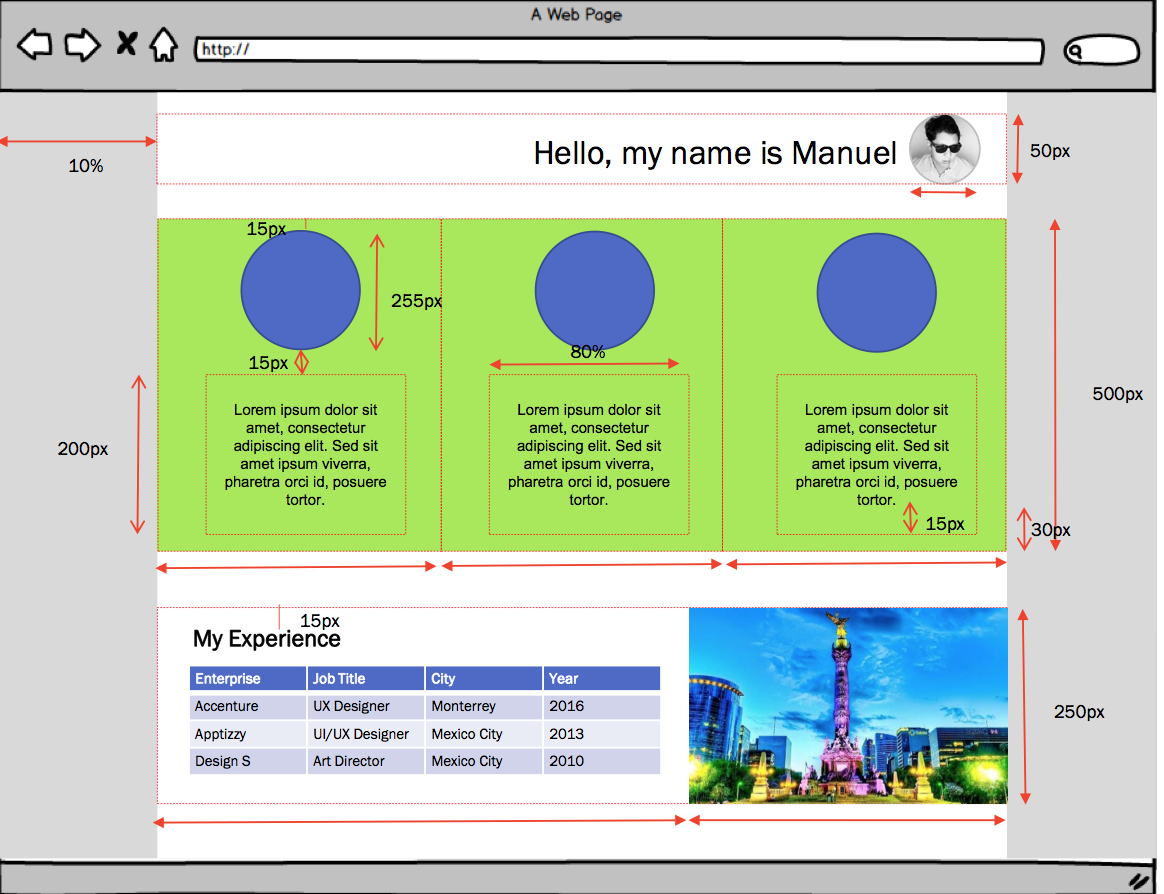 A Web Page
http://
Hello, my name is Manuel
10%
50px
15px
255px
15px
80%
500px
200px
Lorem ipsum dolor sit
amet, consectetur
adipiscing elit. Sed sit
amet ipsum viverra,
pharetra orci id, posuere
tortor.
Lorem ipsum dolor sit
amet, consectetur
adipiscing elit. Sed sit
amet ipsum viverra,
pharetra orci id, posuere
tortor.
Lorem ipsum dolor sit
amet, consectetur
adipiscing elit. Sed sit
amet ipsum viverra,
pharetra orci id, posuere
tortor.
15px
30px
15px
My Experience
Enterprise Job Title City Year
Accenture UX Designer Monterrey 2016
Apptizzy UI/UX Designer Mexico City 2013
Design S Art Director Mexico City 2010
250px